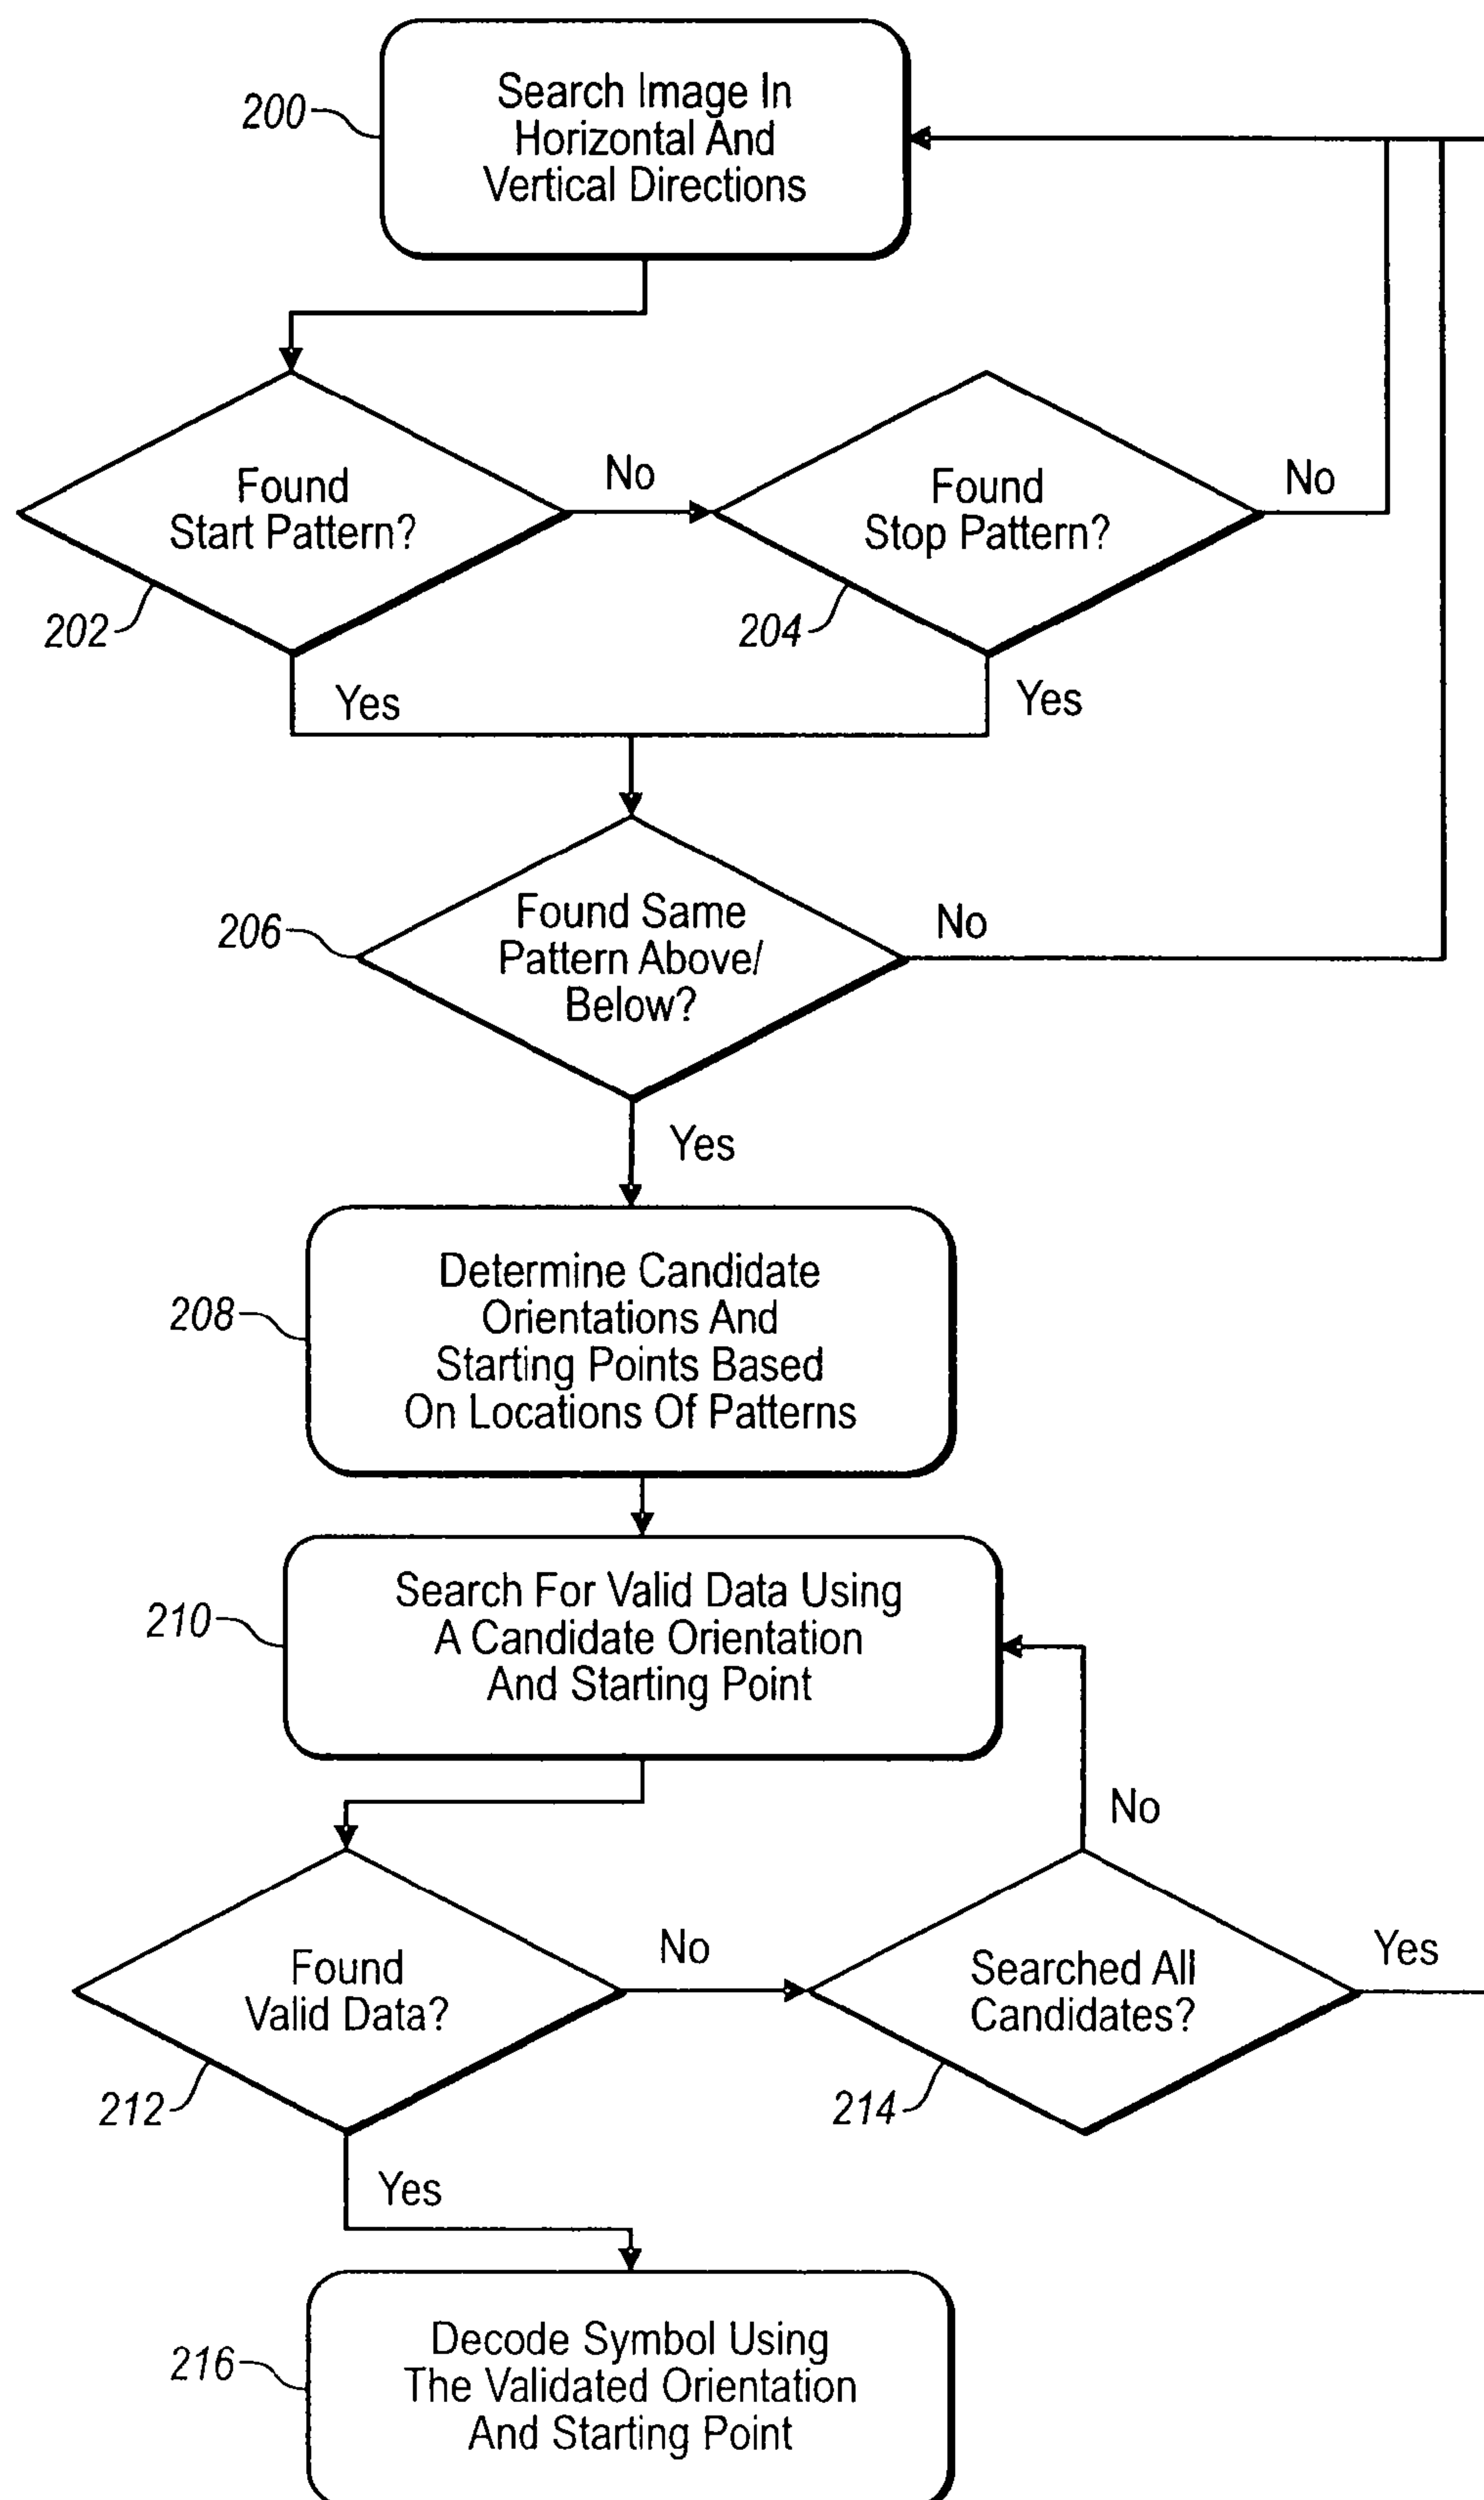 200
Search Image In
Horizontal And
Vertical Directions
Found
Start Pattern?
No
Found
Stop Pattern?
No
202
204
Yes
Yes
206
Found Same
Pattern Above/
Below?
No
Yes
208
Determine Candidate
Orientations And
Starting Points Based
On Locations Of Patterns
210
Search For Valid Data Using
A Candidate Orientation
And Starting Point
No
Found
Valid Data?
No
Searched All
Candidates?
Yes
212
214
Yes
216
Decode Symbol Using
The Validated Orientation
And Starting Point